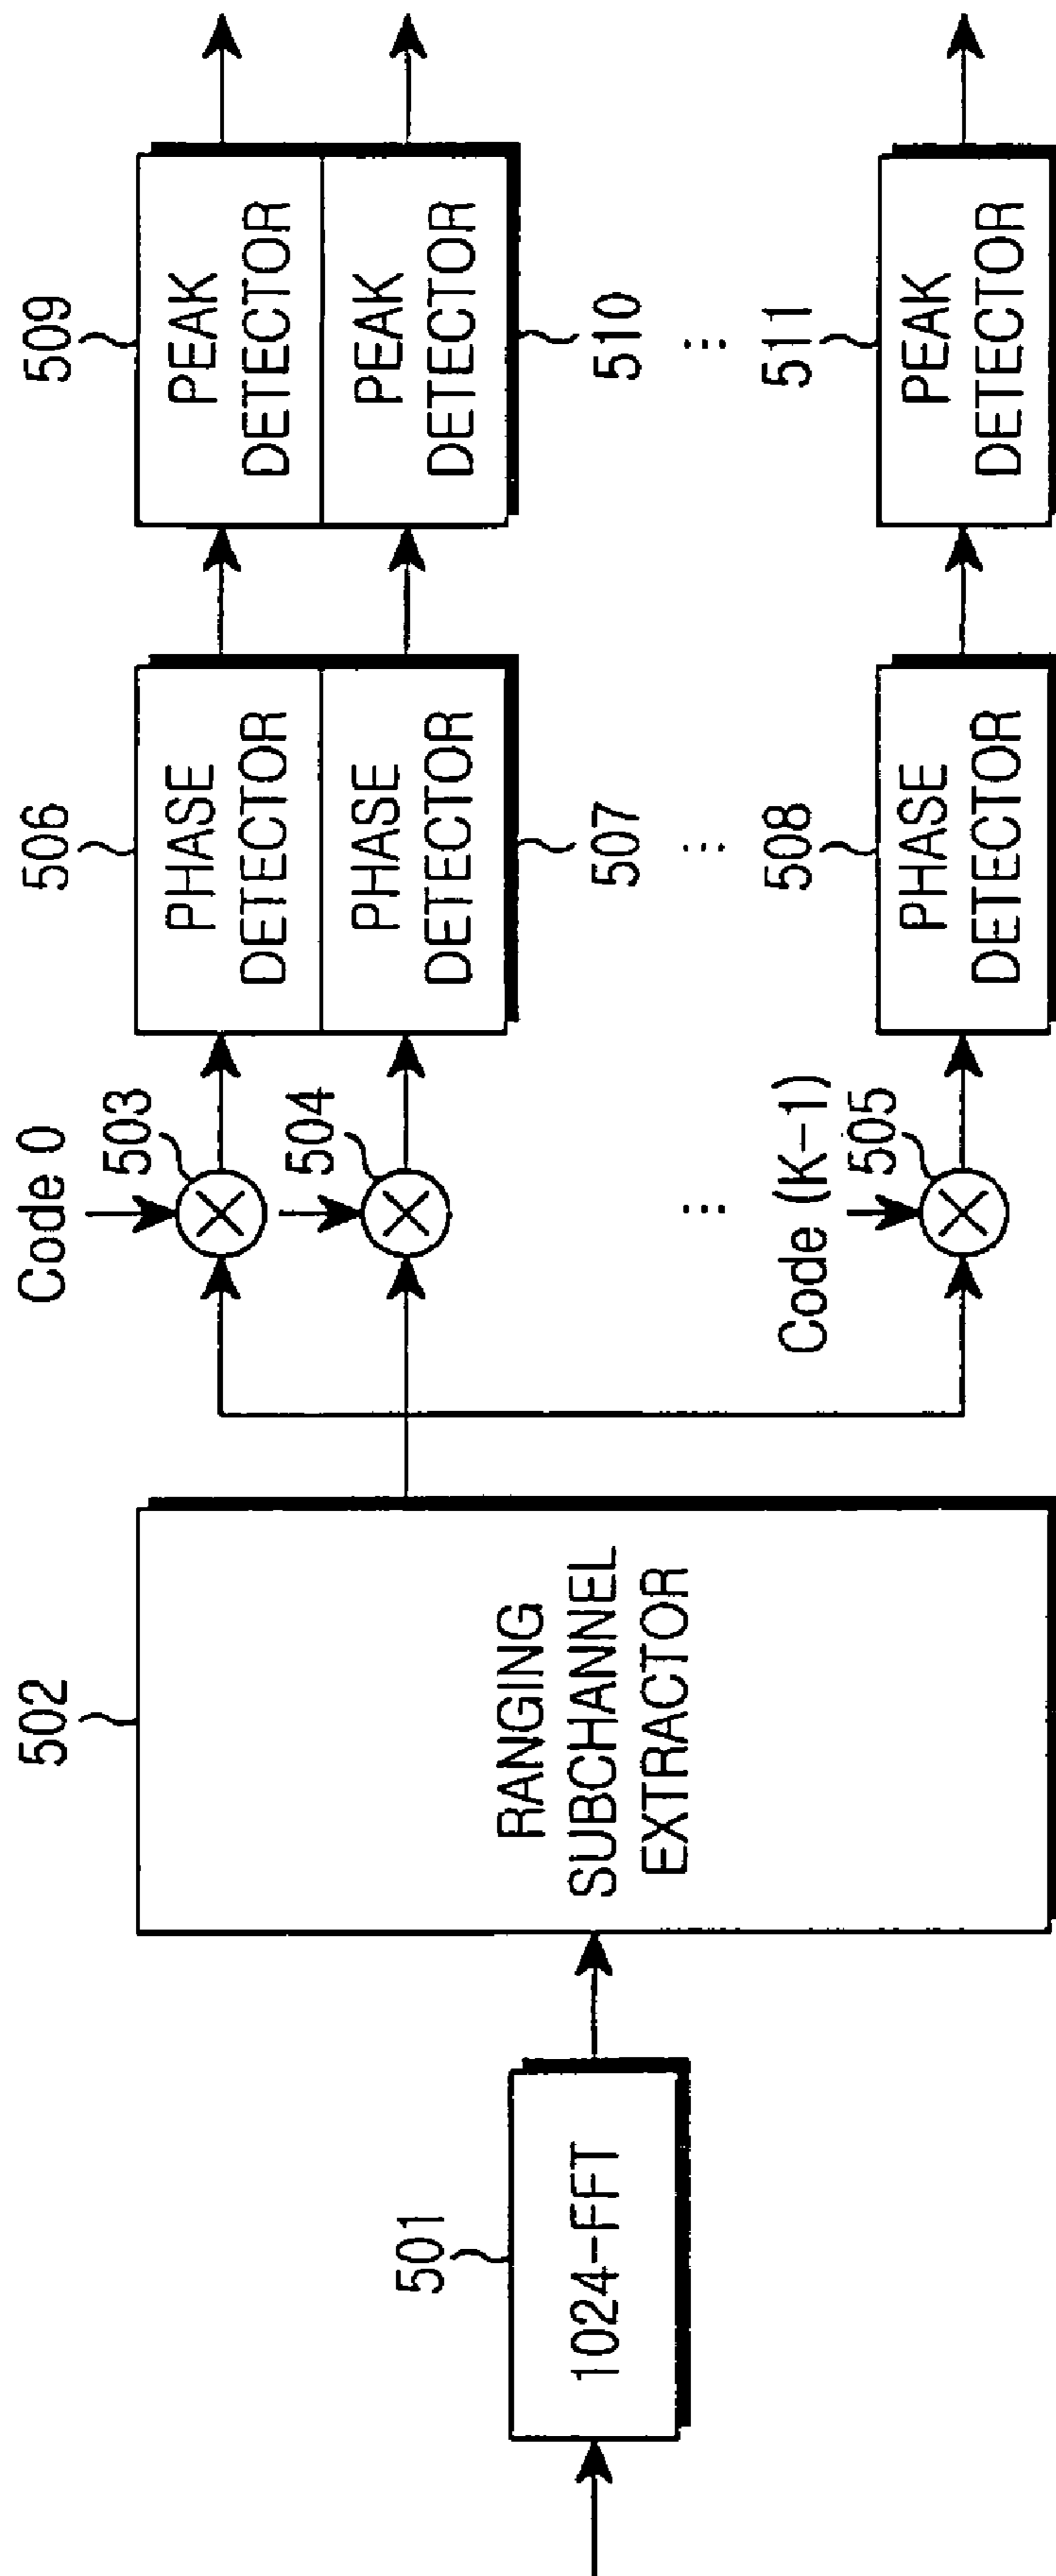 501
1024-FFT
502
RANGING
SUBCHANNEL
EXTRACTOR
Code 0
503
504
Code (K-1)
505
506
PHASE
DETECTOR
PHASE
DETECTOR
507
508
PHASE
DETECTOR
509
PEAK
DETECTOR
PEAK
DETECTOR
510
511
PEAK
DETECTOR